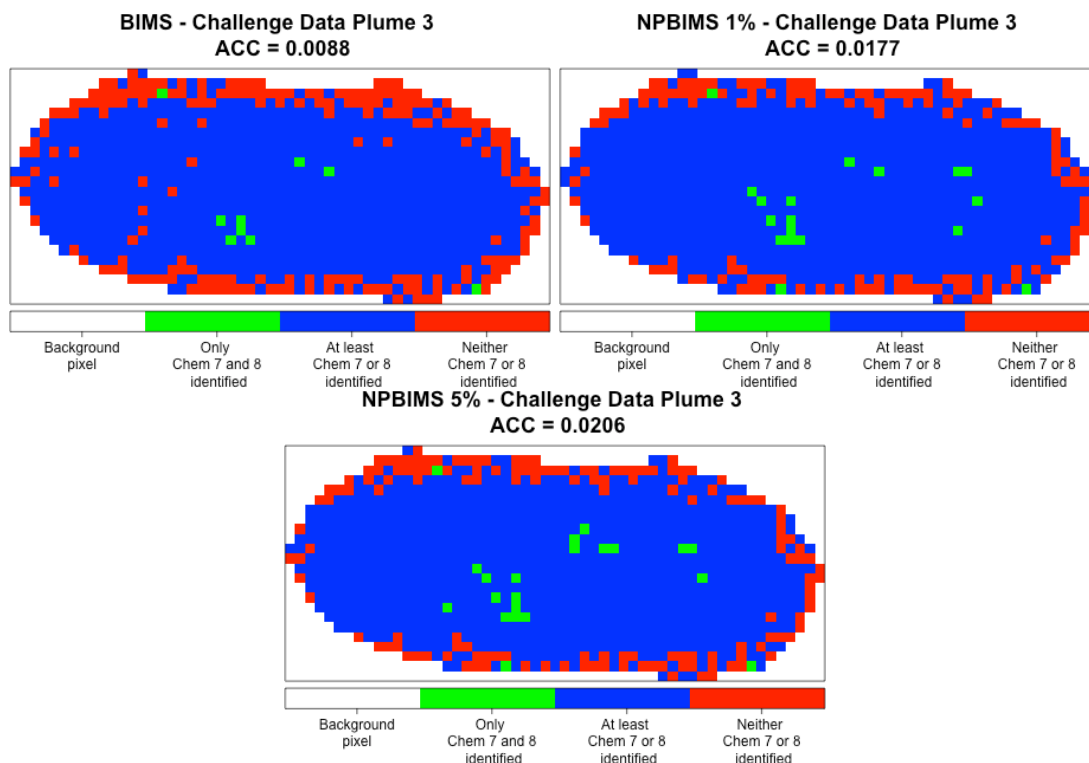 BIMS - Challenge Data Plume 3
ACC = 0.0088
Background
pixel
Only
Chem 7 and 8
identified
At least
Chem 7 or 8
identified
Neither
Chem 7 or 8
identified
NPBIMS 1% - Challenge Data Plume 3
ACC = 0.0177
Background
pixel
Only
Chem 7 and 8
identified
At least
Chem 7 or 8
identified
Neither
Chem 7 or 8
identified
NPBIMS 5% - Challenge Data Plume 3
ACC = 0.0206
Background
pixel
Only
Chem 7 and 8
identified
At least
Chem 7 or 8
identified
Neither
Chem 7 or 8
identified